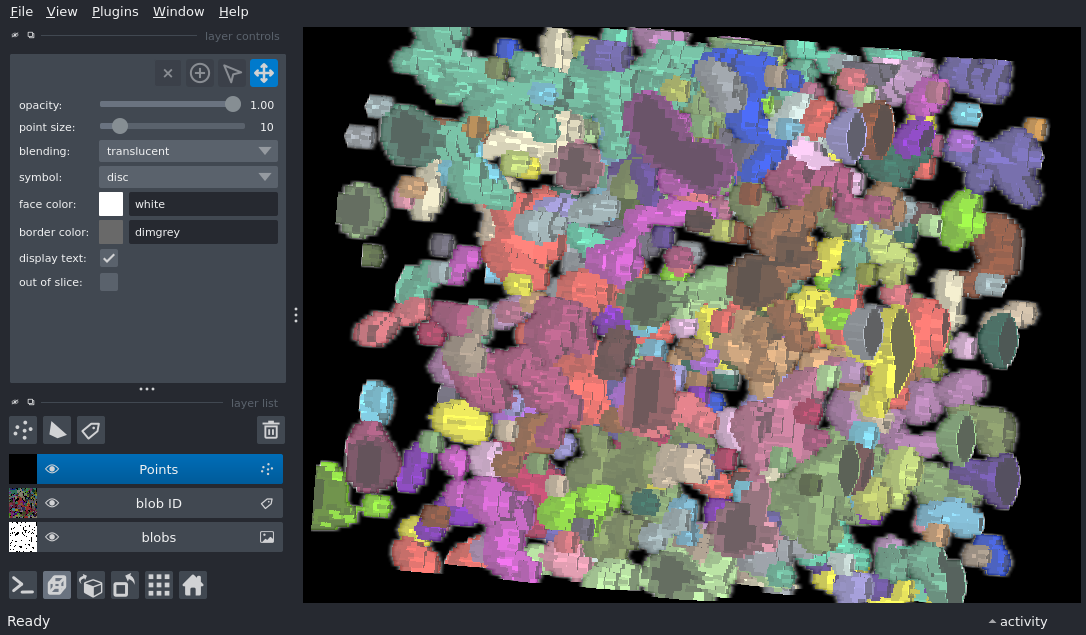 File View Plugins Window Help
layer controls
opacity: 1.00
point size: 10
blending: translucent
symbol: disc
face color: white
border color: dimgrey
display text:
out of slice:
layer list
Points
blob ID
blobs
Ready
activity